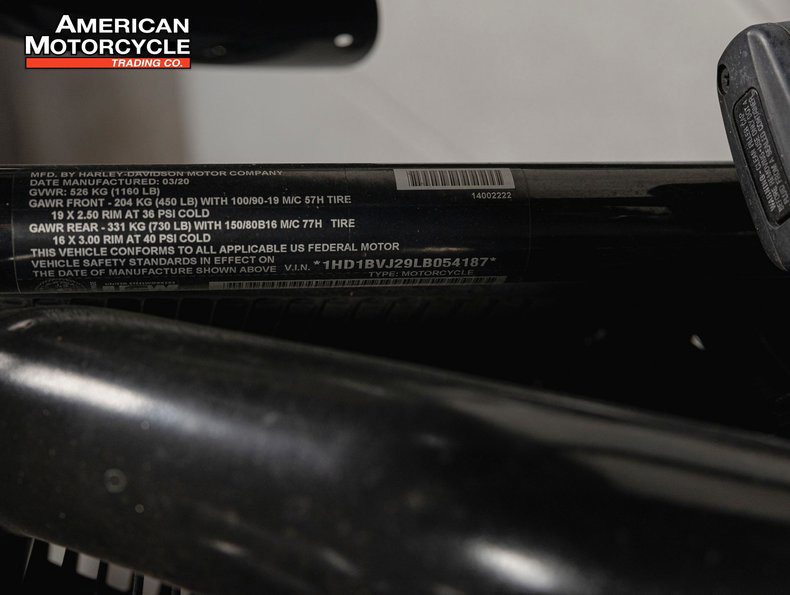 AMERICAN
MOTORCYCLE
TRADING CO.
MFD. BY HARLEY-DAVIDSON MOTOR COMPANY
DATE MANUFACTURED: 03/20
GVWR: 526 KG (1160 LB)
GAWR FRONT - 204 KG (450 LB) WITH 100/90-19 M/C 57H TIRE
19 X 2.50 RIM AT 36 PSI COLD
GAWR REAR - 331 KG (730 LB) WITH 150/80B16 M/C 77H TIRE
16 X 3.00 RIM AT 40 PSI COLD
THIS VEHICLE CONFORMS TO ALL APPLICABLE US FEDERAL MOTOR
VEHICLE SAFETY STANDARDS IN EFFECT ON
THE DATE OF MANUFACTURE SHOWN ABOVE V.I.N. *1HD1BVJ29LB054187*
TYPE: MOTORCYCLE
14002222